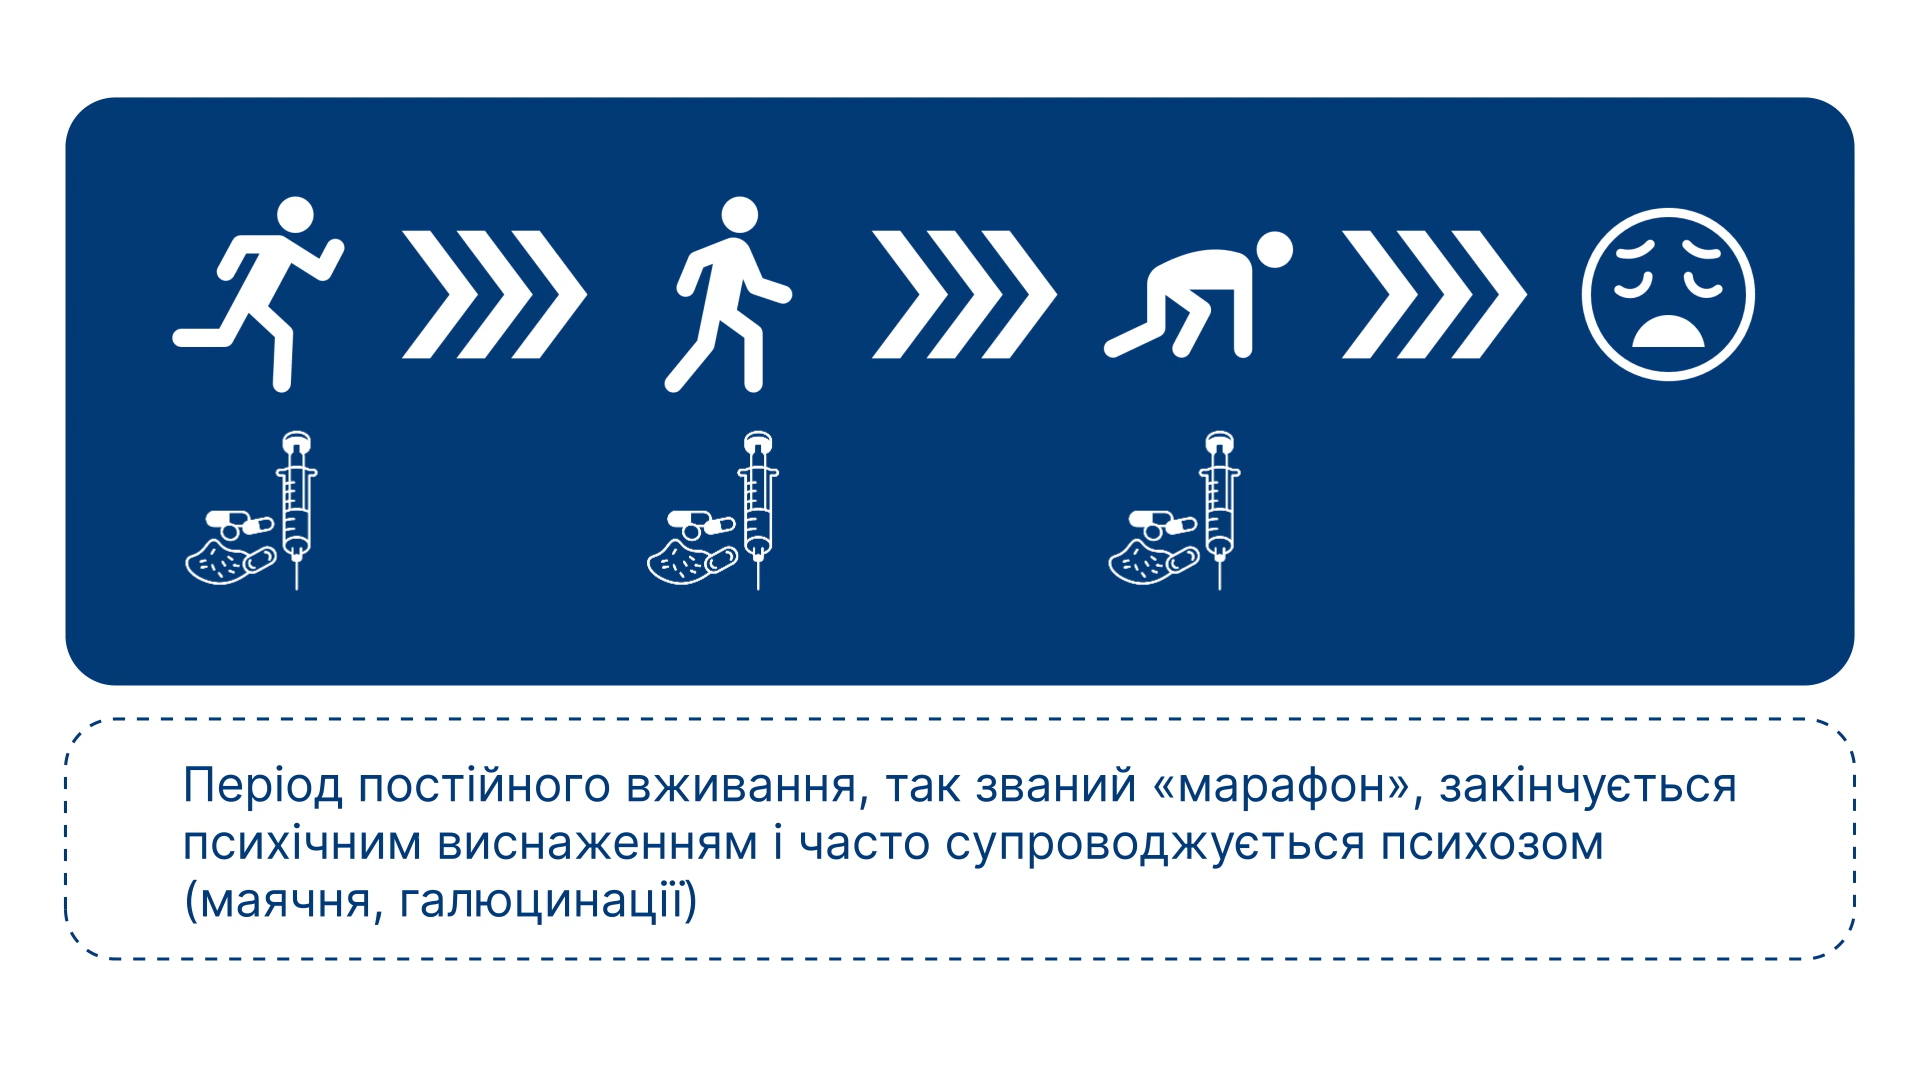 Період постійного вживання, так званий «марафон», закінчується
психічним виснаженням і часто супроводжується психозом
(маячня, галюцинації)